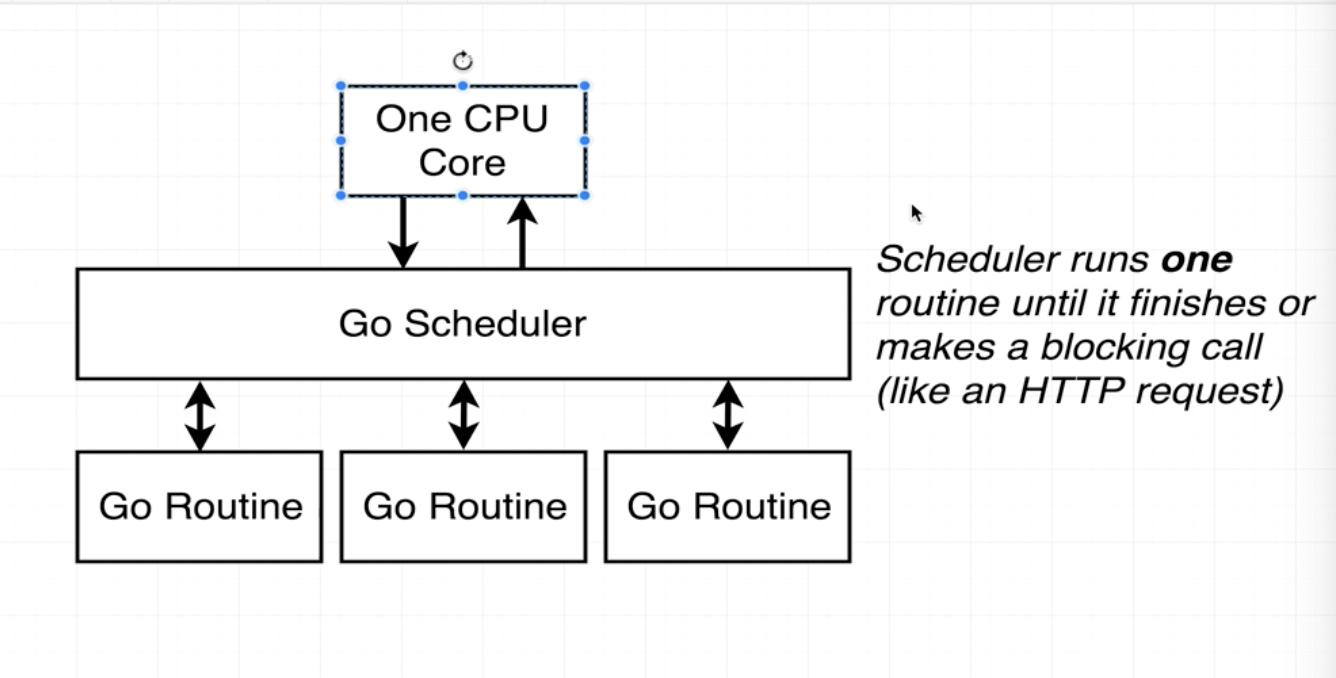 One CPU
Core
Go Scheduler
Scheduler runs one
routine until it finishes or
makes a blocking call
(like an HTTP request)
Go Routine
Go Routine
Go Routine